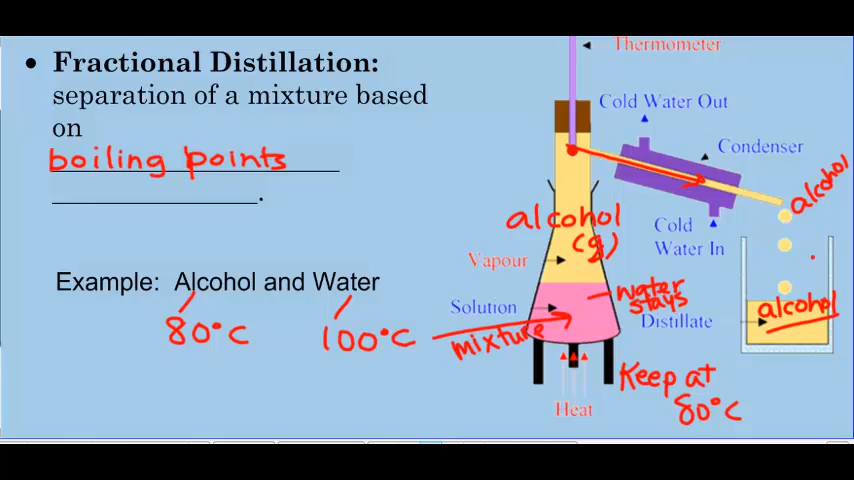 • Fractional Distillation:
separation of a mixture based
on
boiling points
.
Example: Alcohol and Water
80°C
100°C
Thermometer
Cold Water Out
Condenser
alcohol
Cold
Water In
alcohol
(g)
Vapour
water
stays
Solution
mixture
Distillate
alcohol
Keep at
80°C
Heat